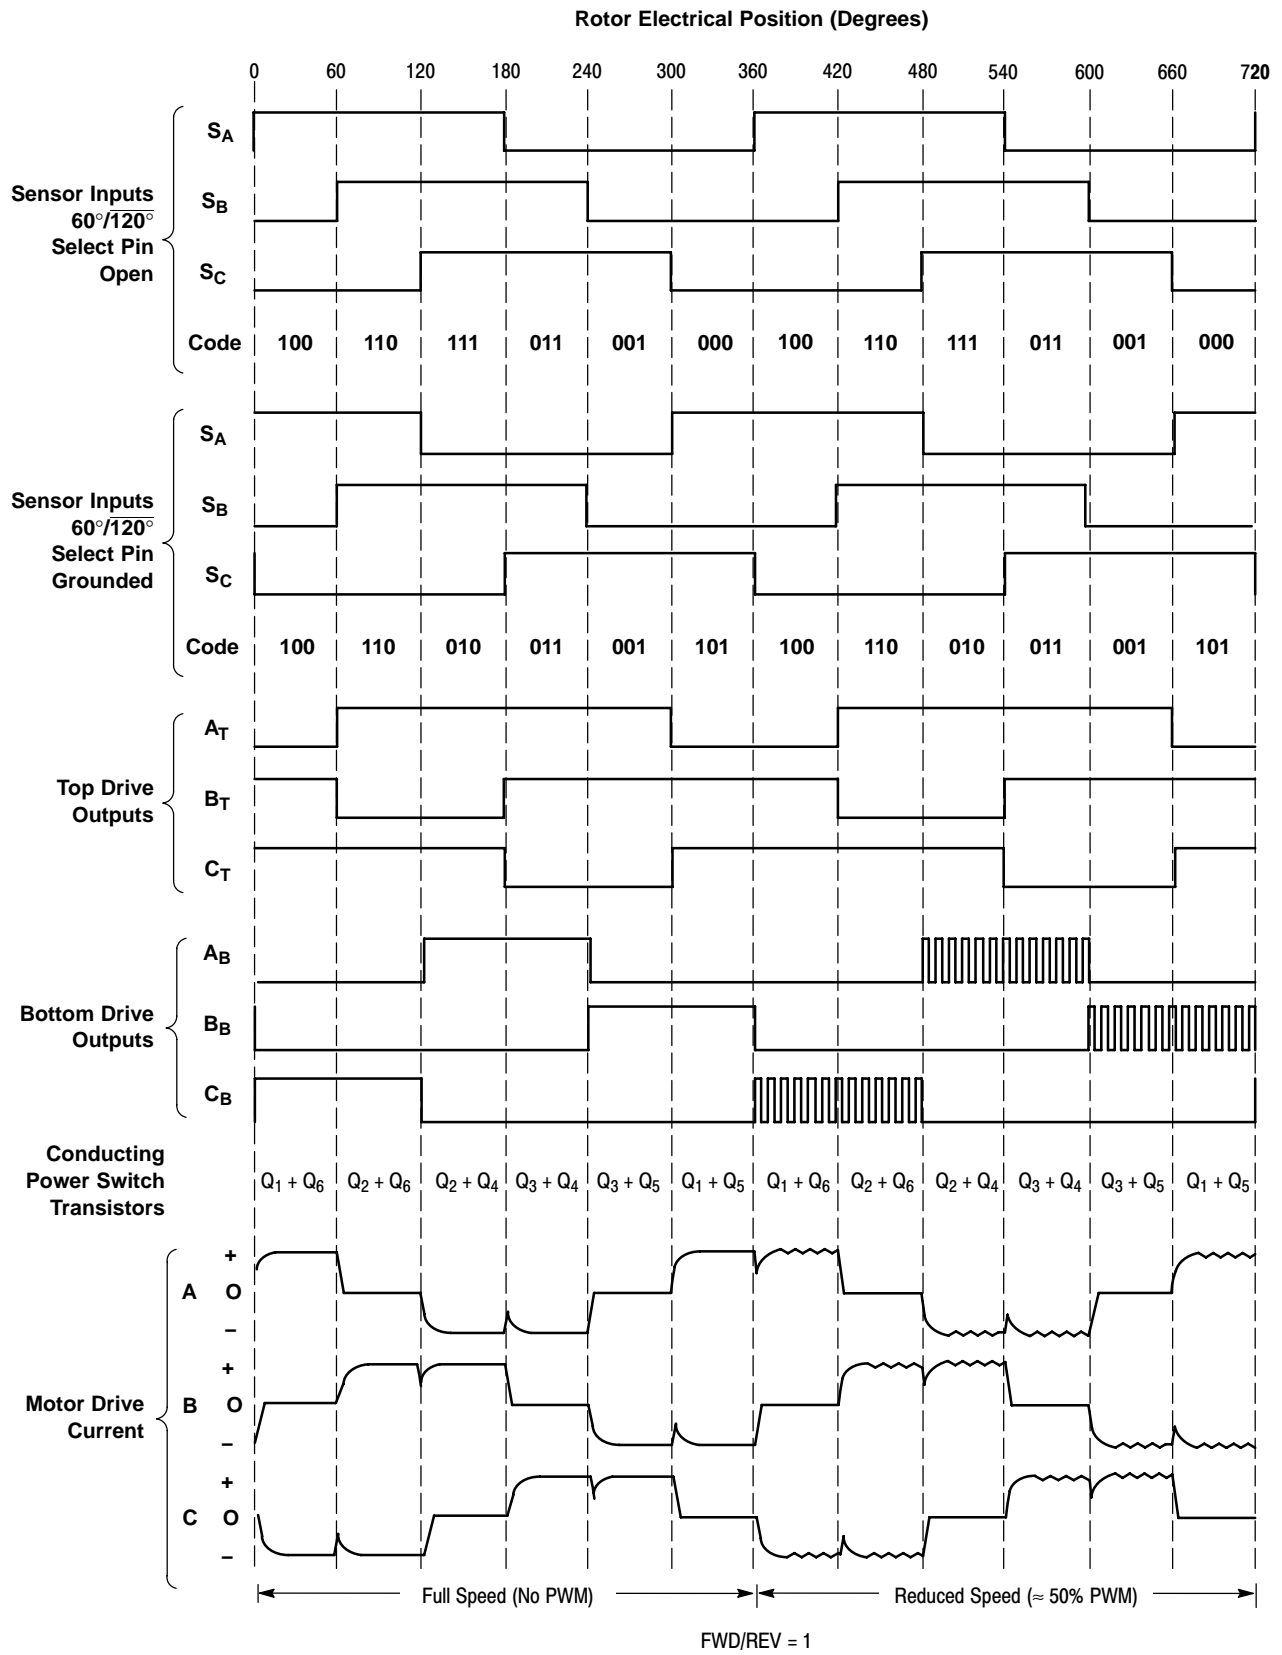 Rotor Electrical Position (Degrees)
0 60 120 180 240 300 360 420 480 540 600 660 720
Sensor Inputs
60°/120°
Select Pin
Open
SA
SB
SC
Code 100 110 111 011 001 000 100 110 111 011 001 000
Sensor Inputs
60°/120°
Select Pin
Grounded
SA
SB
SC
Code 100 110 010 011 001 101 100 110 010 011 001 101
Top Drive
Outputs
AT
BT
CT
Bottom Drive
Outputs
AB
BB
CB
Conducting
Power Switch
Transistors
Q1 + Q6 Q2 + Q6 Q2 + Q4 Q3 + Q4 Q3 + Q5 Q1 + Q5 Q1 + Q6 Q2 + Q6 Q2 + Q4 Q3 + Q4 Q3 + Q5 Q1 + Q5
Motor Drive
Current
+
A O
–
+
B O
–
+
C O
–
Full Speed (No PWM) Reduced Speed (≈ 50% PWM)
FWD/REV = 1